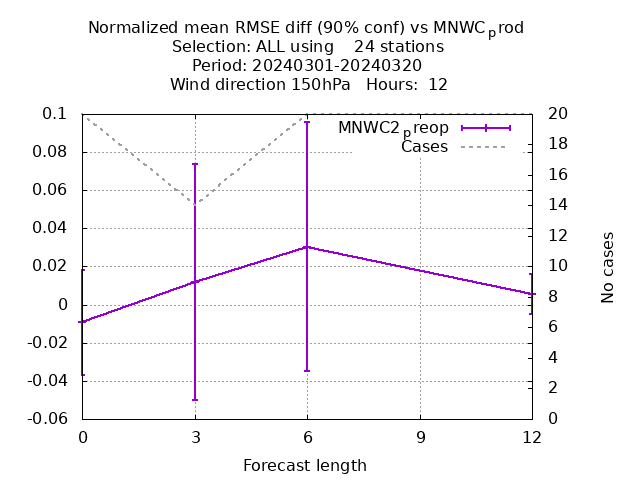 Normalized mean RMSE diff (90% conf) vs MNWC_prod
Selection: ALL using    24 stations
Period: 20240301-20240320
Wind direction 150hPa   Hours:  12
MNWC2_preop
Cases
0.1
0.08
0.06
0.04
0.02
0
-0.02
-0.04
-0.06
20
18
16
14
12
10
8
6
4
2
0
No cases
0 3 6 9 12
Forecast length